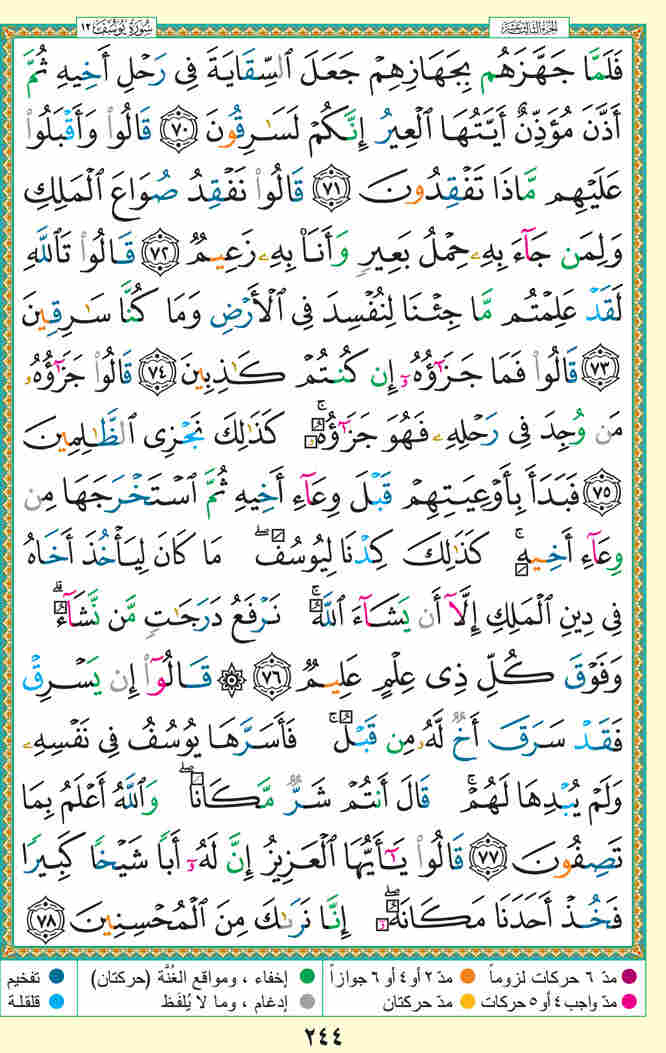 الجزء الثالث عشر
سُورَةُ يُوسُفَ ١٢
فَلَمَّا جَهَّزَهُم بِجَهَازِهِمْ جَعَلَ ٱلسِّقَايَةَ فِى رَحْلِ أَخِيهِ ثُمَّ
أَذَّنَ مُؤَذِّنٌ أَيَّتُهَا ٱلْعِيرُ إِنَّكُمْ لَسَٰرِقُونَ ٧٠ قَالُوا۟ وَأَقْبَلُوا۟
عَلَيْهِم مَّاذَا تَفْقِدُونَ ٧١ قَالُوا۟ نَفْقِدُ صُوَاعَ ٱلْمَلِكِ
وَلِمَن جَآءَ بِهِۦ حِمْلُ بَعِيرٍ وَأَنَا۠ بِهِۦ زَعِيمٌ ٧٢ قَالُوا۟ تَٱللَّهِ
لَقَدْ عَلِمْتُم مَّا جِئْنَا لِنُفْسِدَ فِى ٱلْأَرْضِ وَمَا كُنَّا سَٰرِقِينَ
٧٣ قَالُوا۟ فَمَا جَزَٰٓؤُهُۥٓ إِن كُنتُمْ كَٰذِبِينَ ٧٤ قَالُوا۟ جَزَٰٓؤُهُۥ
مَن وُجِدَ فِى رَحْلِهِۦ فَهُوَ جَزَٰٓؤُهُۥ ۚ كَذَٰلِكَ نَجْزِى ٱلظَّٰلِمِينَ
٧٥ فَبَدَأَ بِأَوْعِيَتِهِمْ قَبْلَ وِعَآءِ أَخِيهِ ثُمَّ ٱسْتَخْرَجَهَا مِن
وِعَآءِ أَخِيهِ ۚ كَذَٰلِكَ كِدْنَا لِيُوسُفَ ۖ مَا كَانَ لِيَأْخُذَ أَخَاهُ
فِى دِينِ ٱلْمَلِكِ إِلَّآ أَن يَشَآءَ ٱللَّهُ ۚ نَرْفَعُ دَرَجَٰتٍ مَّن نَّشَآءُ ۗ
وَفَوْقَ كُلِّ ذِى عِلْمٍ عَلِيمٌ ٧٦ ۞ قَالُوٓا۟ إِن يَسْرِقْ
فَقَدْ سَرَقَ أَخٌ لَّهُۥ مِن قَبْلُ ۚ فَأَسَرَّهَا يُوسُفُ فِى نَفْسِهِۦ
وَلَمْ يُبْدِهَا لَهُمْ ۚ قَالَ أَنتُمْ شَرٌّ مَّكَانًا ۖ وَٱللَّهُ أَعْلَمُ بِمَا
تَصِفُونَ ٧٧ قَالُوا۟ يَٰٓأَيُّهَا ٱلْعَزِيزُ إِنَّ لَهُۥٓ أَبًا شَيْخًا كَبِيرًا
فَخُذْ أَحَدَنَا مَكَانَهُۥٓ ۖ إِنَّا نَرَىٰكَ مِنَ ٱلْمُحْسِنِينَ ٧٨
مدّ ٦ حركات لزوماً
مدّ ٢ أو ٤ أو ٦ جوازاً
إخفاء ، ومواقع الغُنَّة (حركتان)
تفخيم
مدّ واجب ٤ أو ٥ حركات
مدّ حركتان
إدغام ، وما لا يُلفَظ
قلقلة
٢٤٤